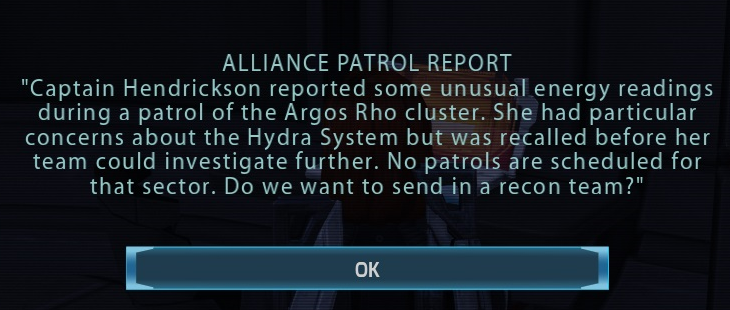 ALLIANCE PATROL REPORT
"Captain Hendrickson reported some unusual energy readings
during a patrol of the Argos Rho cluster. She had particular
concerns about the Hydra System but was recalled before her
team could investigate further. No patrols are scheduled for
that sector. Do we want to send in a recon team?"
OK